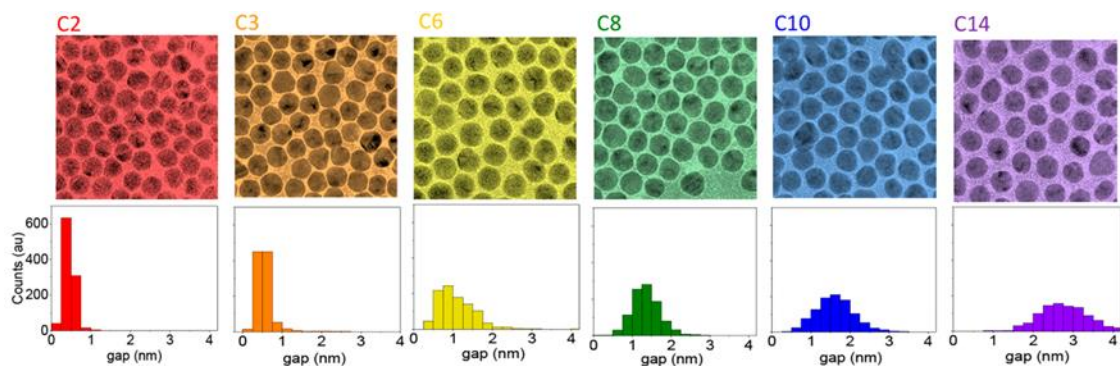 C2 C3 C6 C8 C10 C14
Counts (au)
600
400
200
0
0 1 2 3 4
gap (nm)
0 1 2 3 4
gap (nm)
0 1 2 3 4
gap (nm)
0 1 2 3 4
gap (nm)
0 1 2 3 4
gap (nm)
0 1 2 3 4
gap (nm)